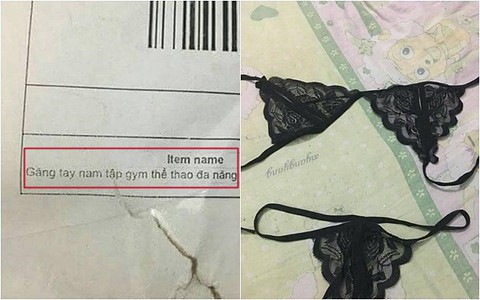 Item name
Găng tay nam tập gym thể thao đa năng